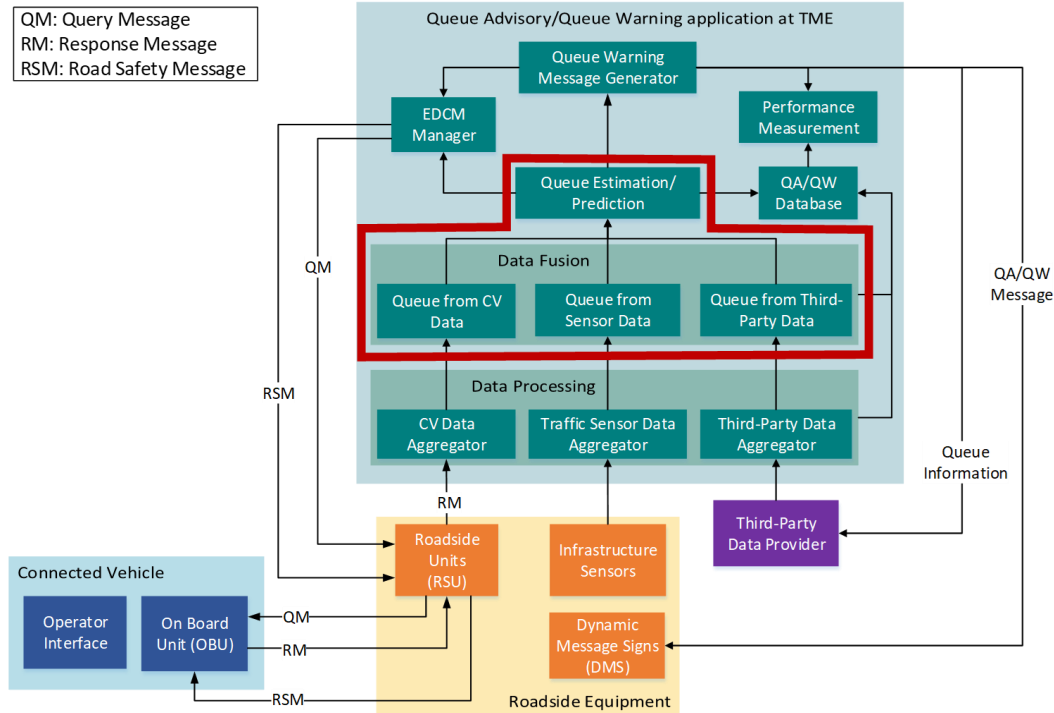 QM: Query Message
RM: Response Message
RSM: Road Safety Message
Queue Advisory/Queue Warning application at TME
Queue Warning
Message Generator
EDCM
Manager
Performance
Measurement
Queue Estimation/
Prediction
QA/QW
Database
QM
Data Fusion
QA/QW
Message
Queue from CV
Data
Queue from
Sensor Data
Queue from Third-
Party Data
RSM
Data Processing
CV Data
Aggregator
Traffic Sensor Data
Aggregator
Third-Party Data
Aggregator
Queue
Information
RM
Roadside
Units
(RSU)
Infrastructure
Sensors
Third-Party
Data Provider
Connected Vehicle
Operator
Interface
On Board
Unit (OBU)
QM
RM
RSM
Dynamic
Message Signs
(DMS)
Roadside Equipment